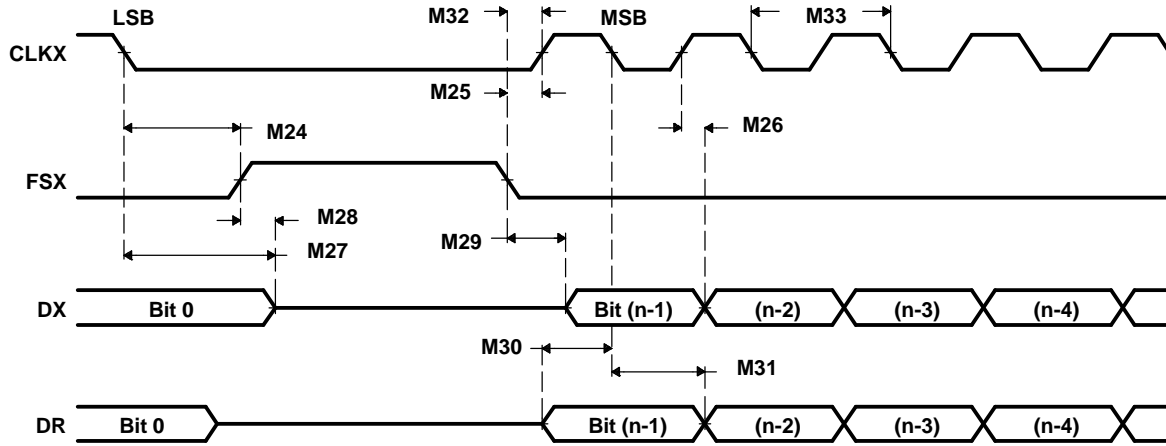 LSB M32 MSB M33
CLKX
M25
M24 M26
FSX
M28
M29 M27
DX Bit 0 Bit (n-1) (n-2) (n-3) (n-4)
M30
M31
DR Bit 0 Bit (n-1) (n-2) (n-3) (n-4)